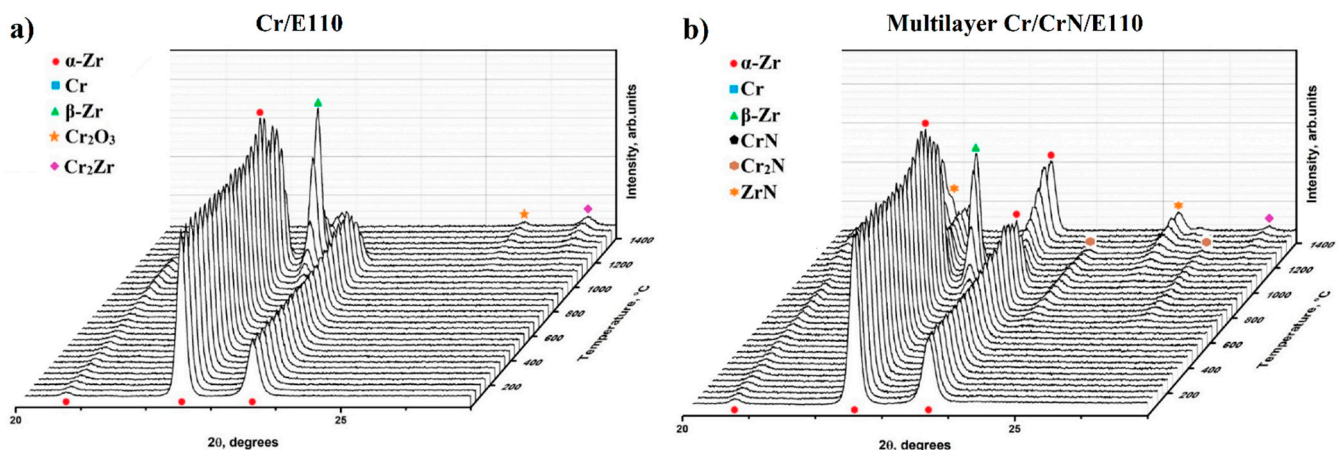 a)
Cr/E110
α-Zr
Cr
β-Zr
Cr₂O₃
Cr₂Zr
Intensity, arb.units
1400
1200
1000
800
600
400
200
Temperature, °C
20
25
2θ, degrees
b)
Multilayer Cr/CrN/E110
α-Zr
Cr
β-Zr
CrN
Cr₂N
ZrN
Intensity, arb.units
1400
1200
1000
800
600
400
200
Temperature, °C
20
25
2θ, degrees